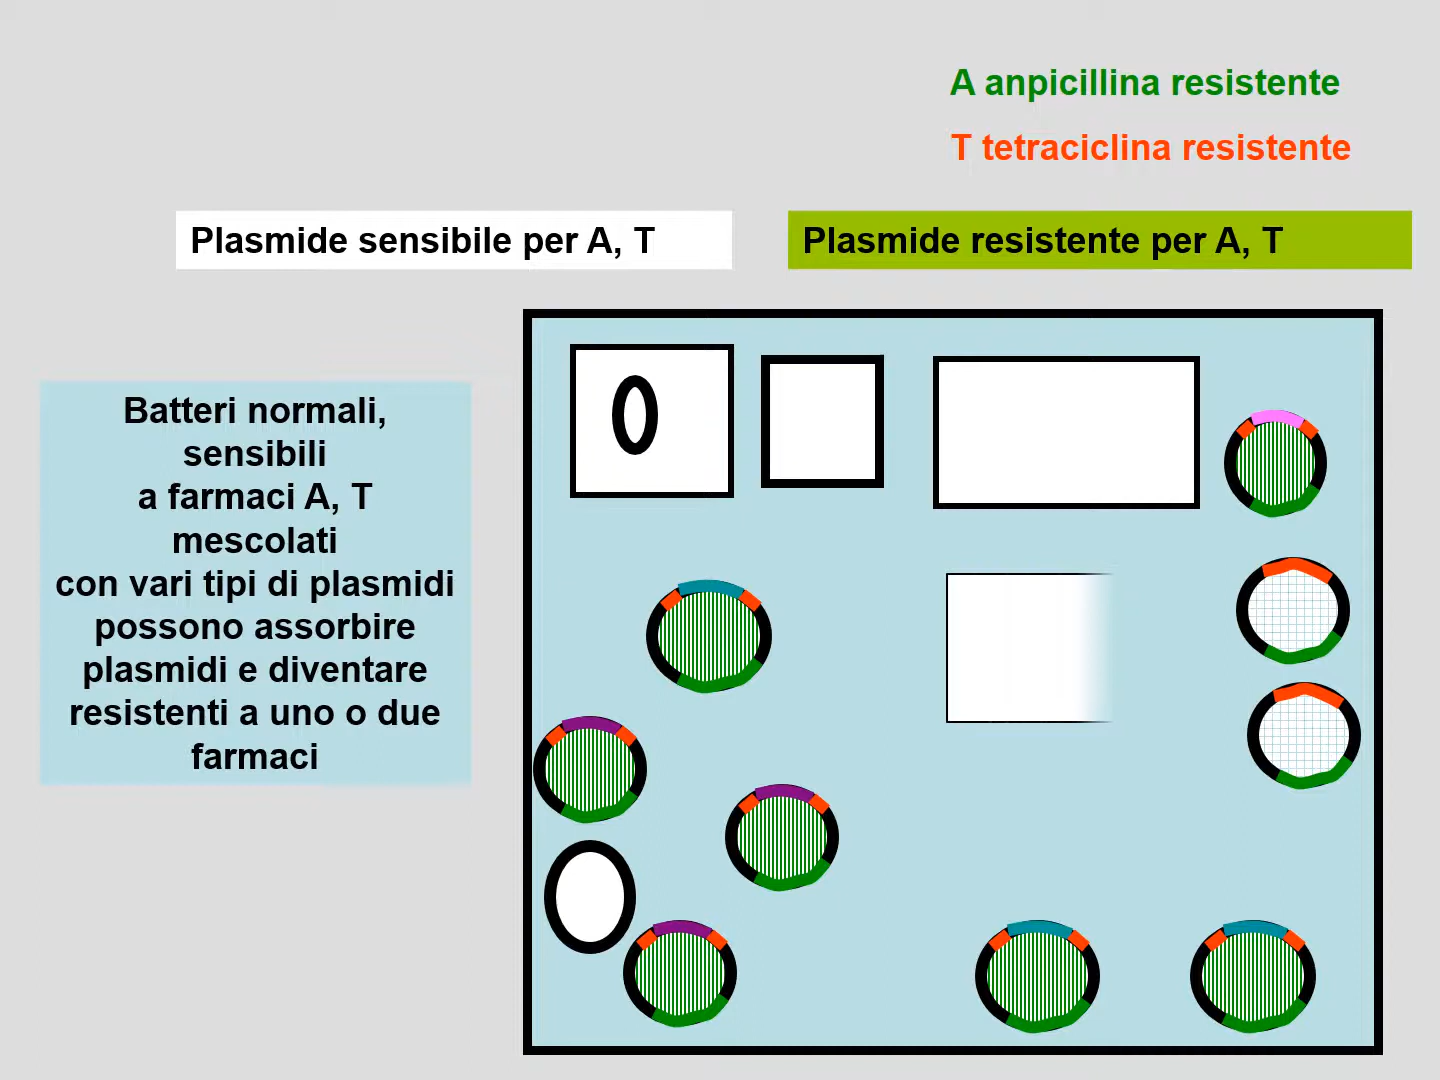 A anpicillina resistente
T tetraciclina resistente
Plasmide sensibile per A, T
Plasmide resistente per A, T
Batteri normali,
sensibili
a farmaci A, T
mescolati
con vari tipi di plasmidi
possono assorbire
plasmidi e diventare
resistenti a uno o due
farmaci